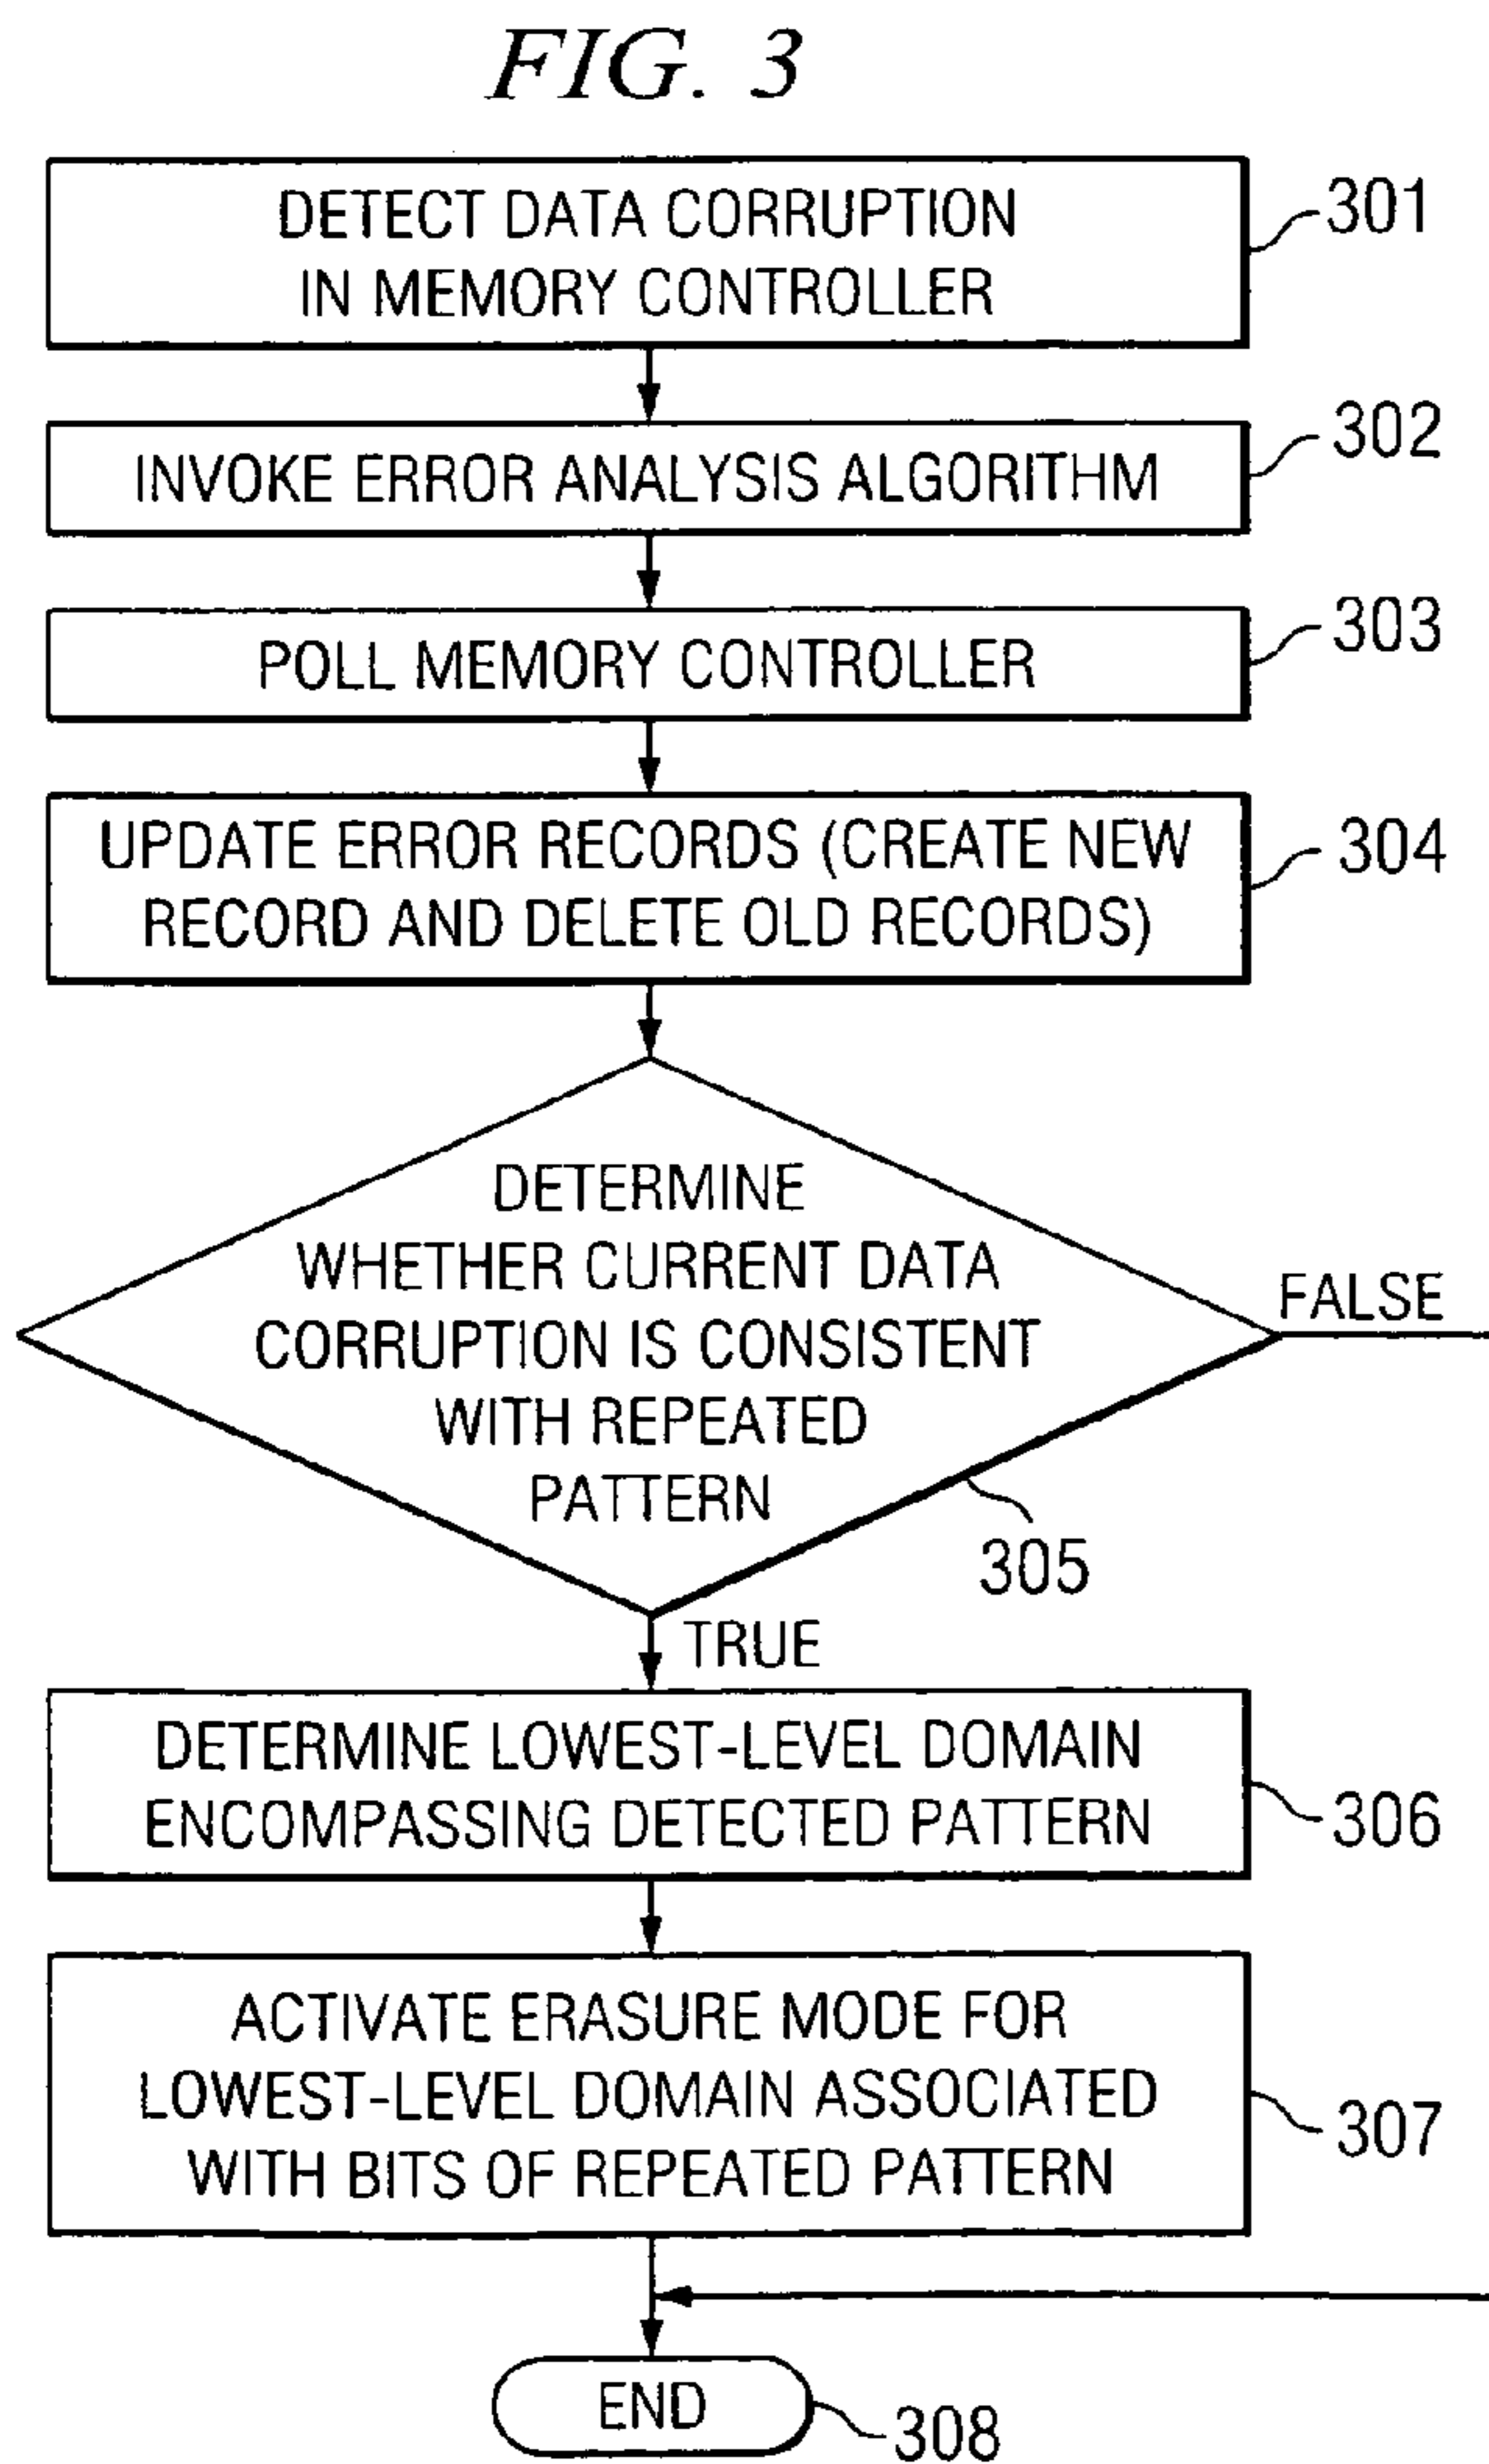 FIG. 3
DETECT DATA CORRUPTION
IN MEMORY CONTROLLER
301
INVOKE ERROR ANALYSIS ALGORITHM
302
POLL MEMORY CONTROLLER
303
UPDATE ERROR RECORDS (CREATE NEW
RECORD AND DELETE OLD RECORDS)
304
DETERMINE
WHETHER CURRENT DATA
CORRUPTION IS CONSISTENT
WITH REPEATED
PATTERN
FALSE
305
TRUE
DETERMINE LOWEST-LEVEL DOMAIN
ENCOMPASSING DETECTED PATTERN
306
ACTIVATE ERASURE MODE FOR
LOWEST-LEVEL DOMAIN ASSOCIATED
WITH BITS OF REPEATED PATTERN
307
END
308